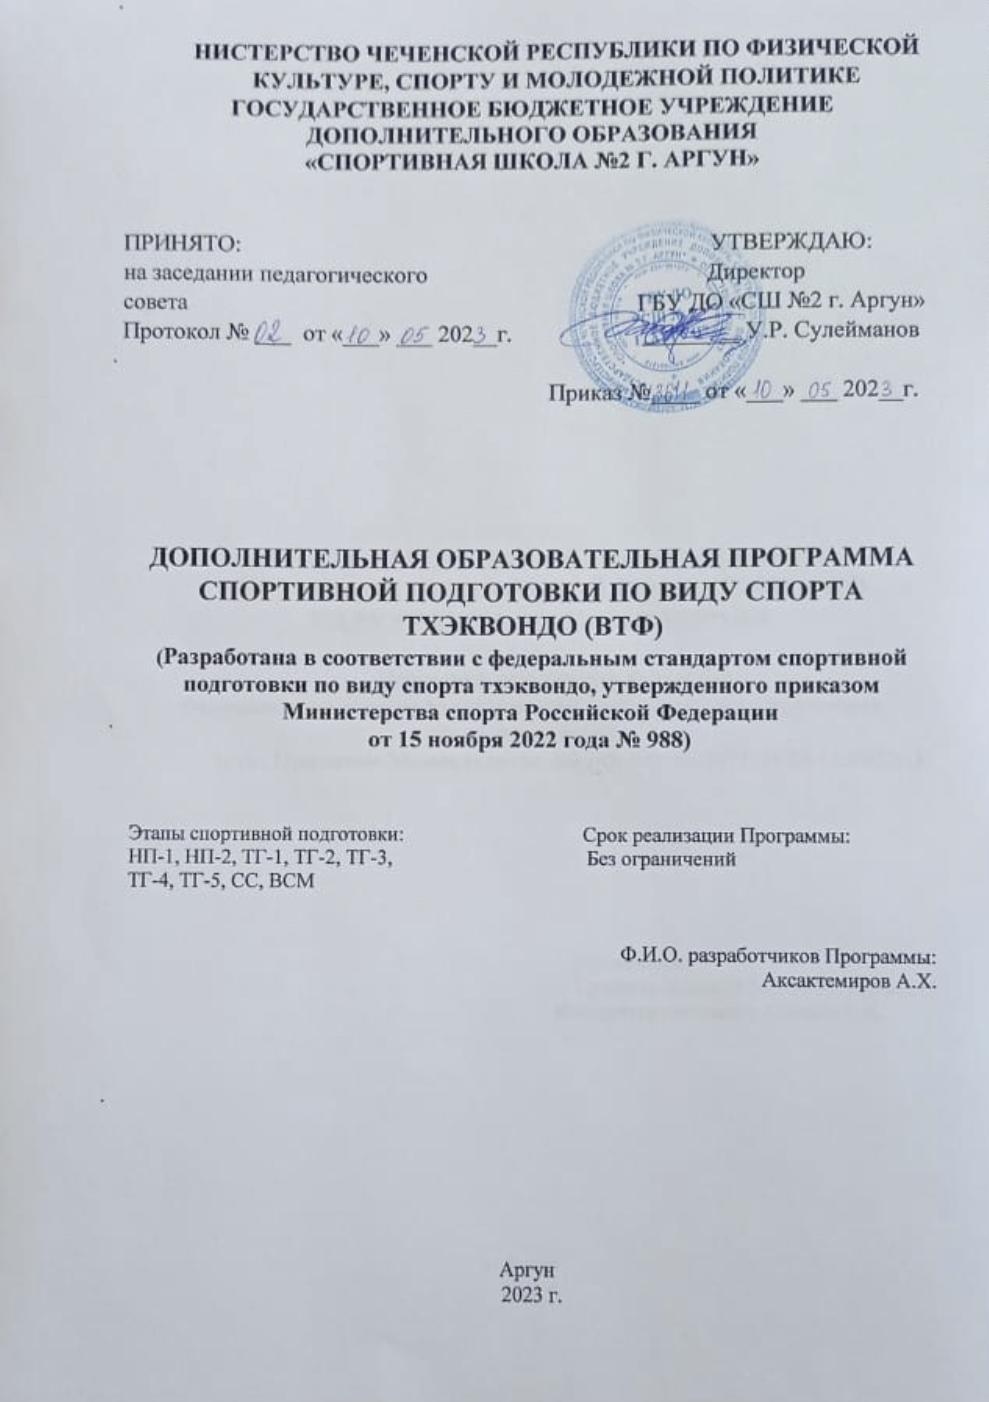 НИСТЕРСТВО ЧЕЧЕНСКОЙ РЕСПУБЛИКИ ПО ФИЗИЧЕСКОЙ
КУЛЬТУРЕ, СПОРТУ И МОЛОДЕЖНОЙ ПОЛИТИКЕ
ГОСУДАРСТВЕННОЕ БЮДЖЕТНОЕ УЧРЕЖДЕНИЕ
ДОПОЛНИТЕЛЬНОГО ОБРАЗОВАНИЯ
«СПОРТИВНАЯ ШКОЛА №2 Г. АРГУН»
ПРИНЯТО:
на заседании педагогического
совета
Протокол № 02 от «10» 05 2023 г.
УТВЕРЖДАЮ:
Директор
ГБУ ДО «СШ №2 г. Аргун»
У.Р. Сулейманов
Приказ № от «10» 05 2023 г.
ДОПОЛНИТЕЛЬНАЯ ОБРАЗОВАТЕЛЬНАЯ ПРОГРАММА
СПОРТИВНОЙ ПОДГОТОВКИ ПО ВИДУ СПОРТА
ТХЭКВОНДО (ВТФ)
(Разработана в соответствии с федеральным стандартом спортивной
подготовки по виду спорта тхэквондо, утвержденного приказом
Министерства спорта Российской Федерации
от 15 ноября 2022 года № 988)
Этапы спортивной подготовки:
НП-1, НП-2, ТГ-1, ТГ-2, ТГ-3,
ТГ-4, ТГ-5, СС, ВСМ
Срок реализации Программы:
Без ограничений
Ф.И.О. разработчиков Программы:
Аксактемиров А.Х.
Аргун
2023 г.